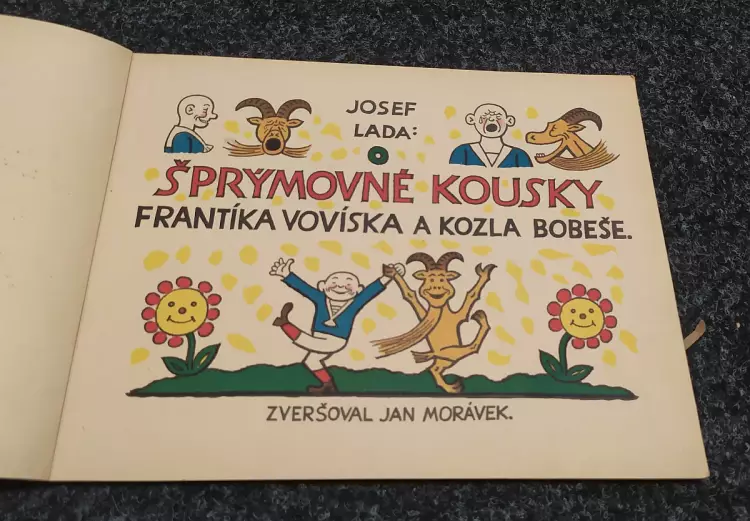 JOSEF
LADA:
ŠPRÝMOVNÉ KOUSKY
FRANTÍKA VOVÍSKA A KOZLA BOBEŠE.
ZVERŠOVAL JAN MORÁVEK.